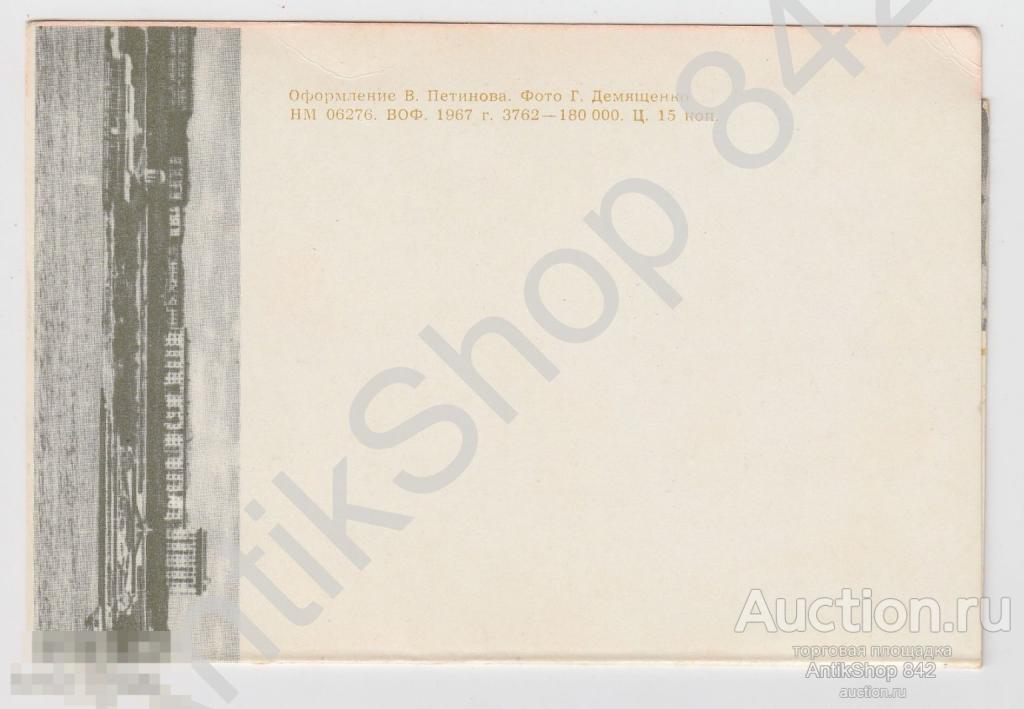 Оформление В. Петинова. Фото Г. Демященко
НМ 06276. ВОФ. 1967 г. 3762—180 000. Ц. 15 коп.
AntikShop 842
Auction.ru
торговая площадка
AntikShop 842
auction.ru